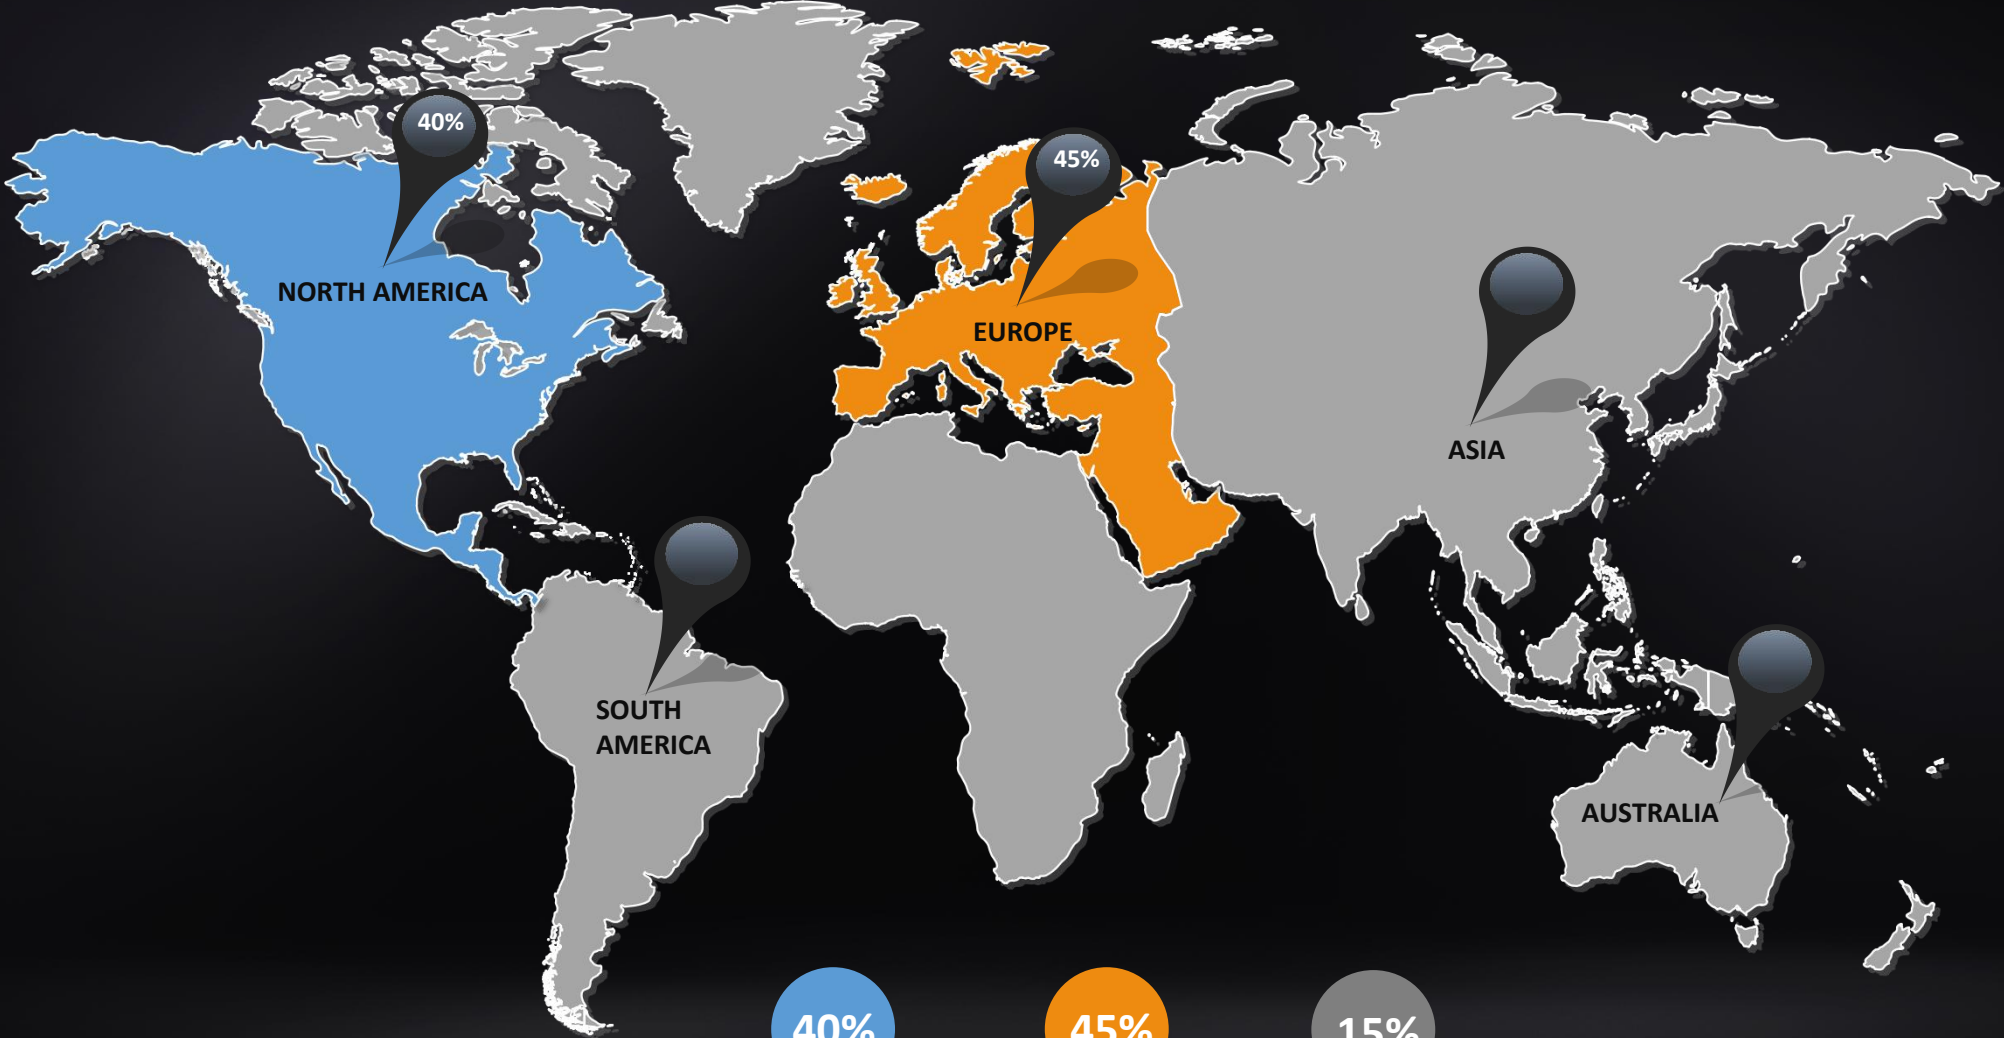 40%
45%
NORTH AMERICA
EUROPE
ASIA
SOUTH
AMERICA
AUSTRALIA
40%
45%
15%